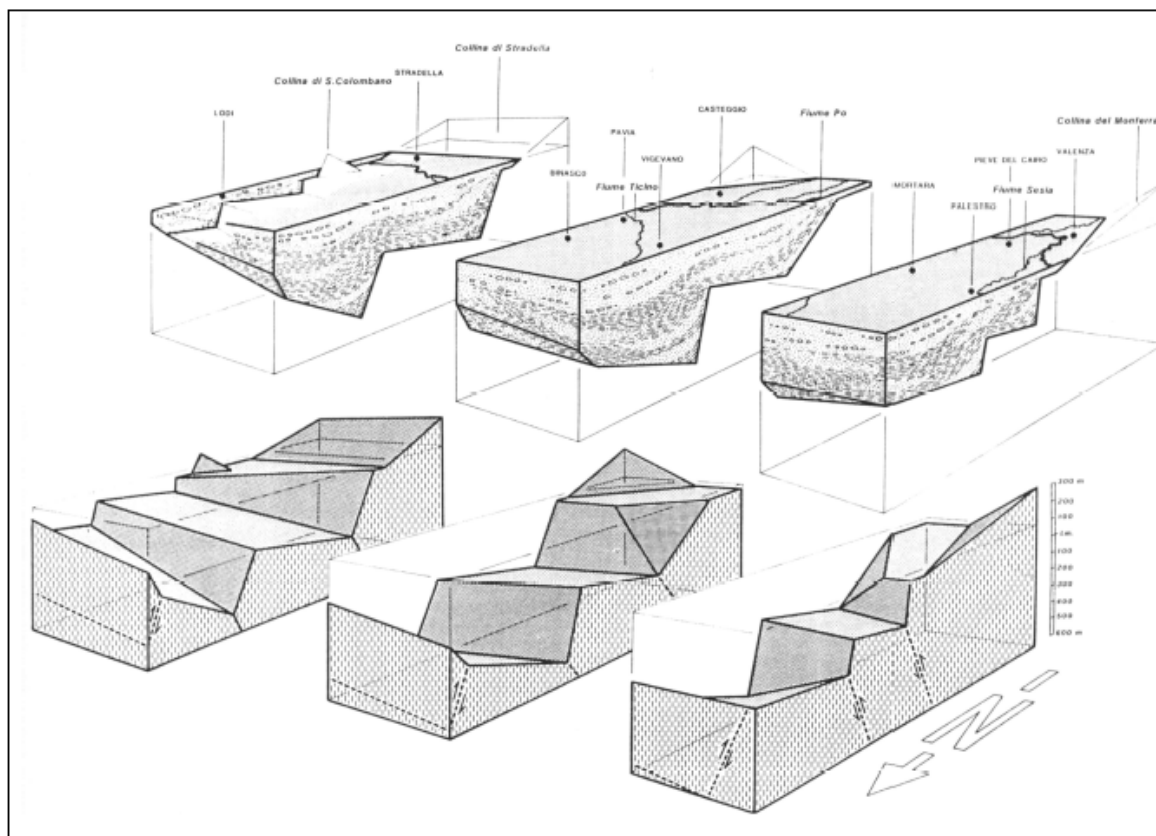 Collina di Stradella
Collina di S.Colombano
STRADELLA
LODI
CASTEGGIO
Fiume Po
PAVIA
VIGEVANO
BINASCO
Fiume Ticino
Collina del Monferra
PIEVE DEL CAIRO
VALENZA
MORTARA
Fiume Sesia
PALESTRO
300 m
200
100
100
200
300
400
500
600 m
N